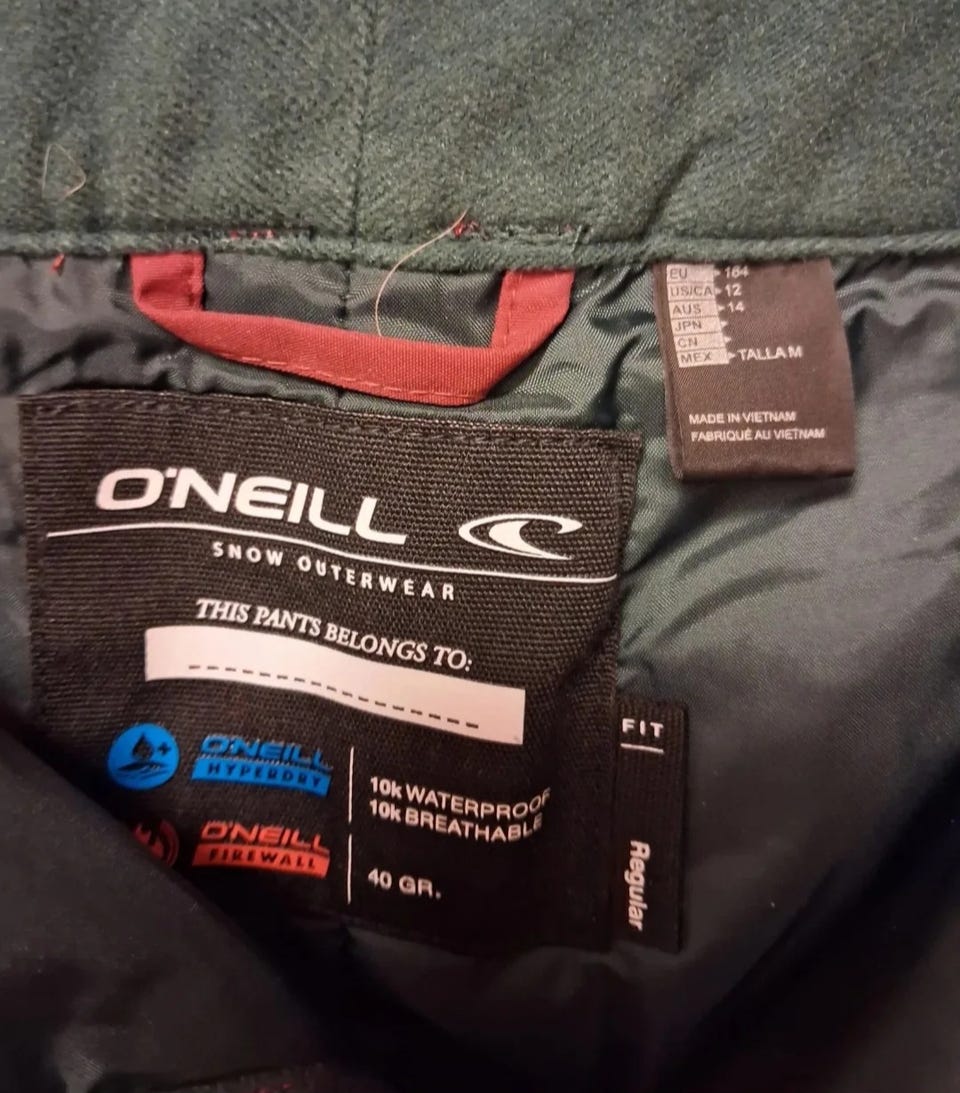 EU 164
US/CA 12
AUS 14
JPN
CN
MEX TALLA M
MADE IN VIETNAM
FABRIQUÉ AU VIETNAM
O'NEILL
SNOW OUTERWEAR
THIS PANTS BELONGS TO:
O'NEILL
HYPERDRY
10k WATERPROOF
10k BREATHABLE
O'NEILL
FIREWALL
40 GR.
FIT
Regular